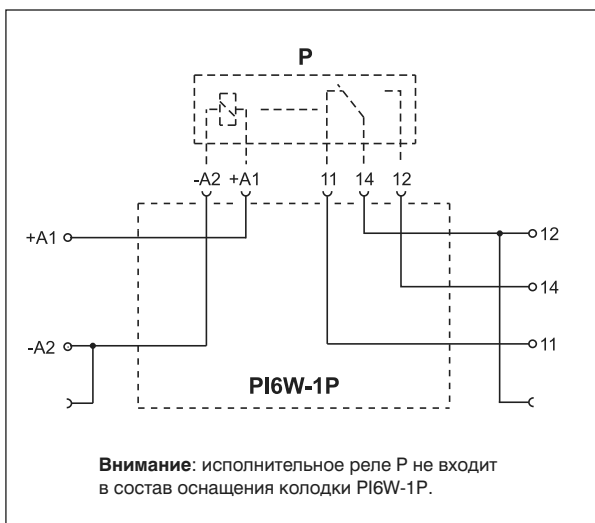 P
-A2 +A1 11 14 12
+A1 12
14
-A2 11
PI6W-1P
Внимание: исполнительное реле P не входит
в состав оснащения колодки PI6W-1P.